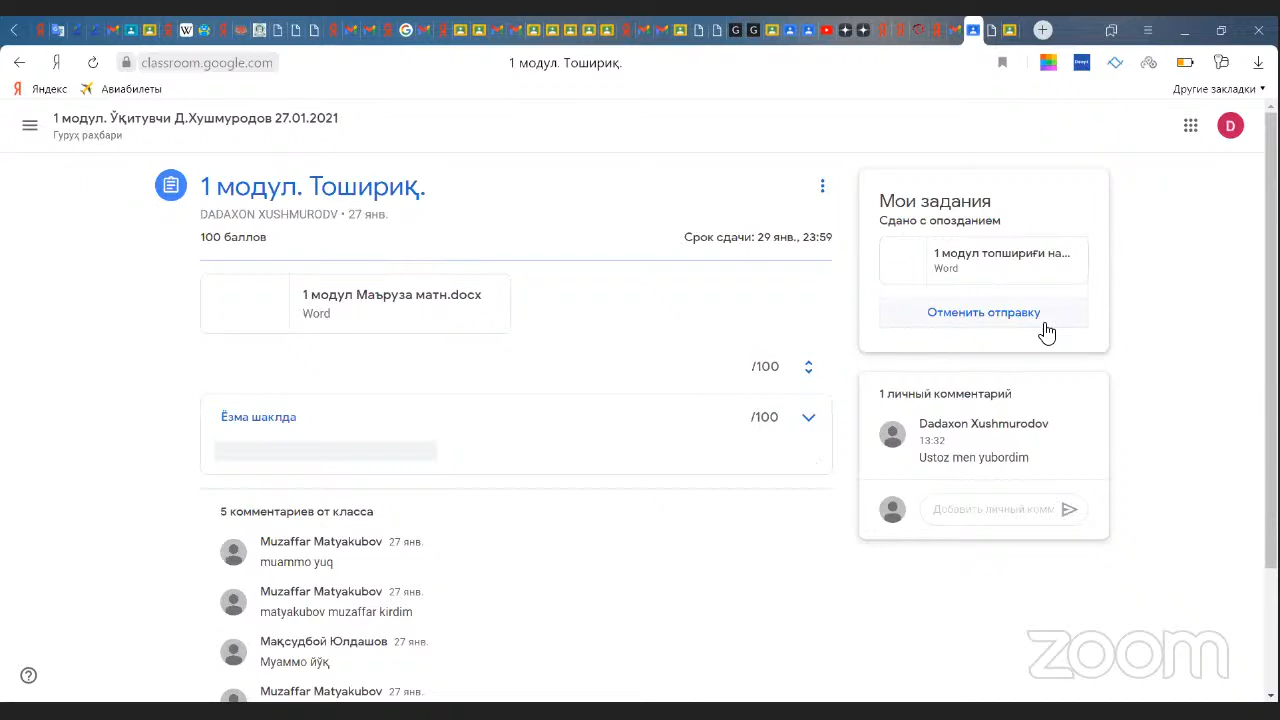 classroom.google.com
1 модул. Тошириқ.
Яндекс
Авиабилеты
Другие закладки
1 модул. Ўқитувчи Д.Хушмуродов 27.01.2021
Гуруҳ раҳбари
D
1 модул. Тошириқ.
DADAXON XUSHMURODV • 27 янв.
100 баллов
Срок сдачи: 29 янв., 23:59
1 модул Маъруза матн.docx
Word
/100
Ёзма шаклда
/100
5 комментариев от класса
Muzaffar Matyakubov 27 янв.
muammo yuq
Muzaffar Matyakubov 27 янв.
matyakubov muzaffar kirdim
Мақсудбой Юлдашов 27 янв.
Муаммо йўқ
Muzaffar Matyakubov 27 янв.
Мои задания
Сдано с опозданием
1 модул топшириғи на...
Word
Отменить отправку
1 личный комментарий
Dadaxon Xushmurodov
13:32
Ustoz men yubordim
Добавить личный комм
zoom